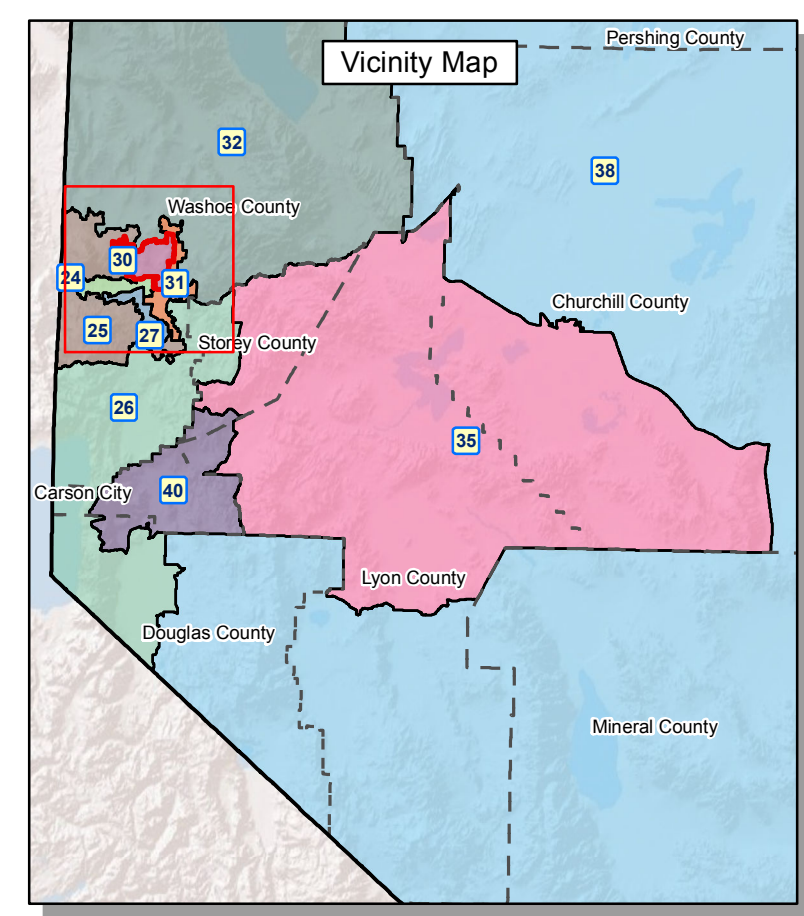 Pershing County
Vicinity Map
32
38
Washoe County
30
24
31
Churchill County
25
27
Storey County
26
35
40
Carson City
Lyon County
Douglas County
Mineral County